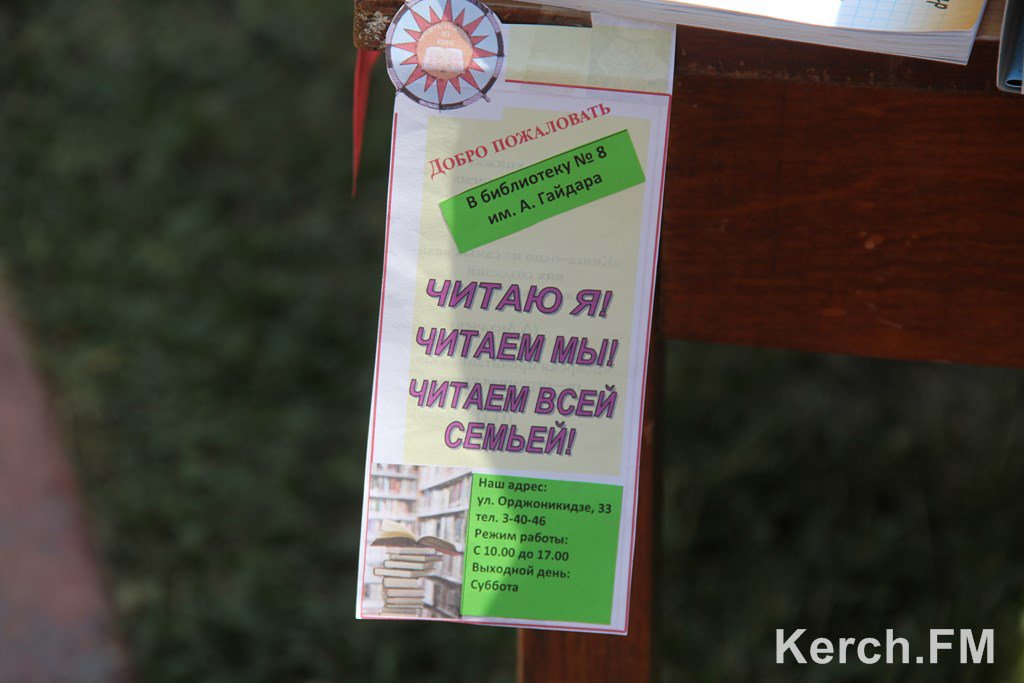 ДОБРО ПОЖАЛОВАТЬ
В библиотеку № 8
им. А. Гайдара
ЧИТАЮ Я!
ЧИТАЕМ МЫ!
ЧИТАЕМ ВСЕЙ
СЕМЬЕЙ!
Наш адрес:
ул. Орджоникидзе, 33
тел. 3-40-46
Режим работы:
С 10.00 до 17.00
Выходной день:
Суббота
Kerch.FM